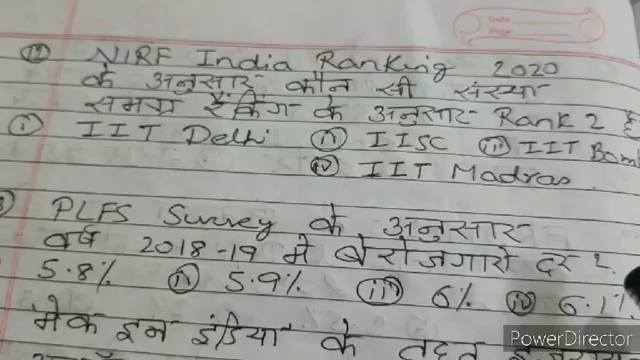 (12) NIRF India Ranking 2020
के अनुसार कौन सी संस्था
समग्र रैंकिंग के अनुसार Rank 2 है
(i) IIT Delhi (ii) IISC (iii) IIT Bom
(iv) IIT Madras
PLFS Survey के अनुसार
वर्ष 2018-19 में बेरोजगारी दर ?
5.8% (ii) 5.9% (iii) 6% (iv) 6.1%
मेक इन इंडिया के तहत
PowerDirector